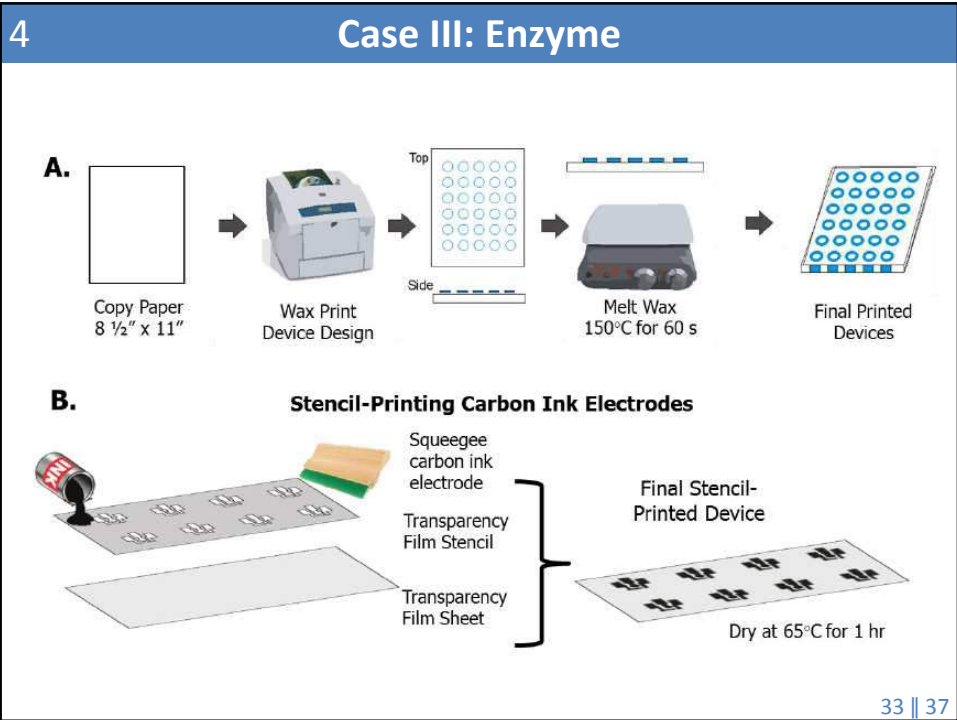 4
Case III: Enzyme
A.
Copy Paper
8 ½” x 11”
Wax Print
Device Design
Top
Side
Melt Wax
150°C for 60 s
Final Printed
Devices
B.
Stencil-Printing Carbon Ink Electrodes
INK
Squeegee
carbon ink
electrode
Transparency
Film Stencil
Transparency
Film Sheet
Final Stencil-
Printed Device
Dry at 65°C for 1 hr
33 ‖ 37